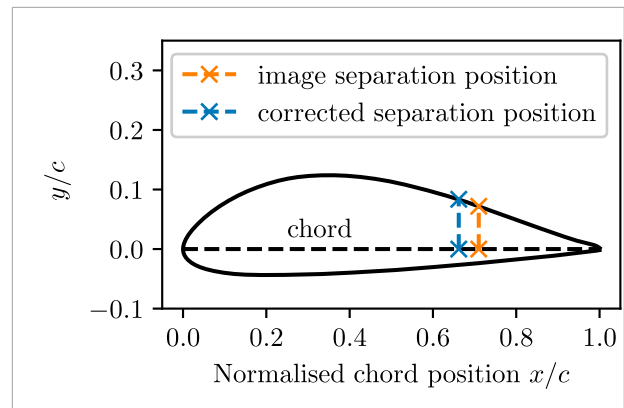 image separation position
corrected separation position
0.3
0.2
0.1
0.0
−0.1
y/c
chord
0.0 0.2 0.4 0.6 0.8 1.0
Normalised chord position x/c